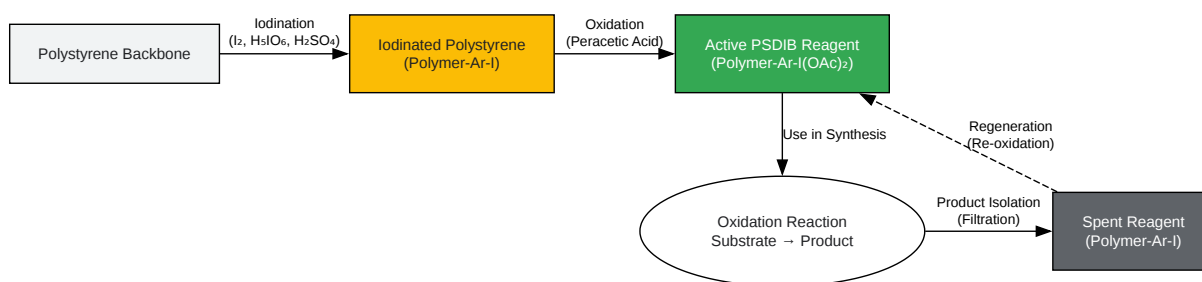 Polystyrene Backbone
Iodination
(I₂, H₅IO₆, H₂SO₄)
Iodinated Polystyrene
(Polymer-Ar-I)
Oxidation
(Peracetic Acid)
Active PSDIB Reagent
(Polymer-Ar-I(OAc)₂)
Use in Synthesis
Regeneration
(Re-oxidation)
Oxidation Reaction
Substrate → Product
Product Isolation
(Filtration)
Spent Reagent
(Polymer-Ar-I)